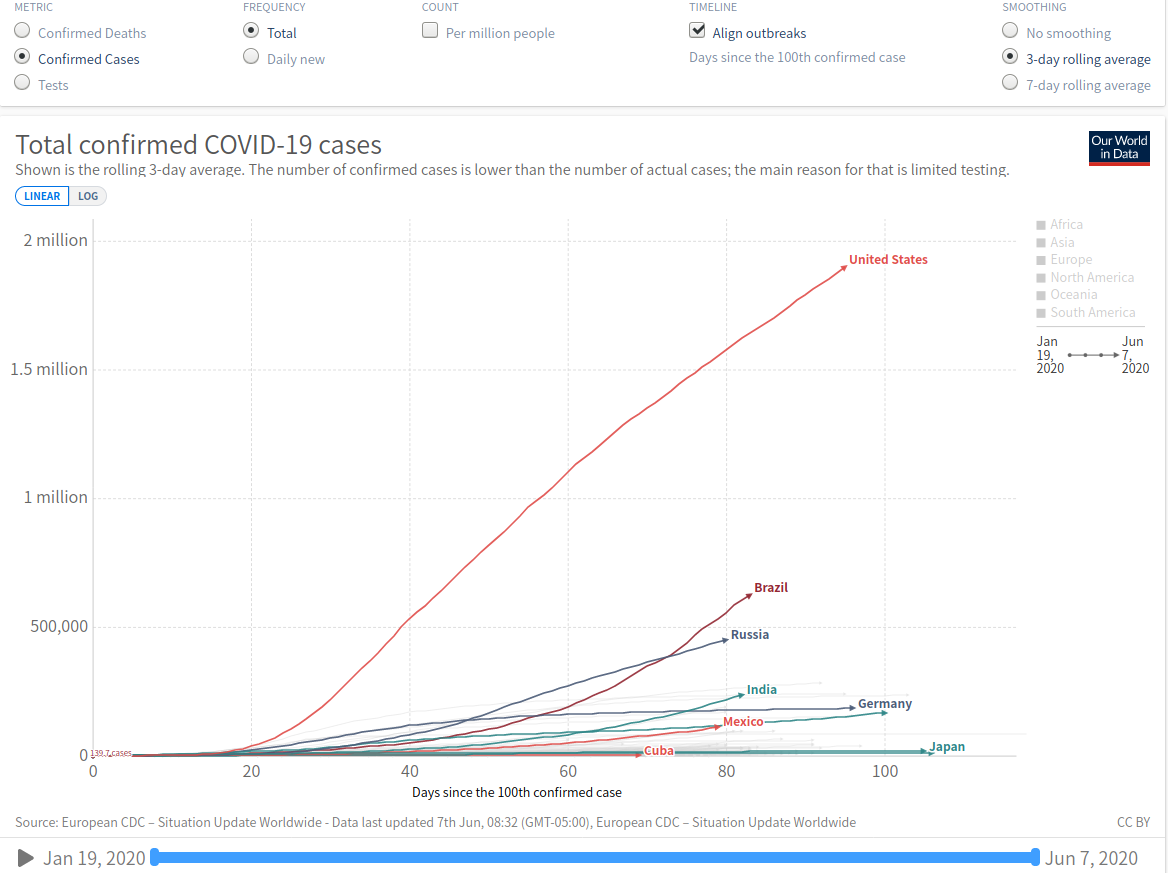 METRIC FREQUENCY COUNT TIMELINE SMOOTHING
Confirmed Deaths Total Per million people Align outbreaks No smoothing
Confirmed Cases Daily new Days since the 100th confirmed case 3-day rolling average
Tests 7-day rolling average
Total confirmed COVID-19 cases
Our World
in Data
Shown is the rolling 3-day average. The number of confirmed cases is lower than the number of actual cases; the main reason for that is limited testing.
LINEAR LOG
2 million
1.5 million
1 million
500,000
0
United States
Brazil
Russia
India
Germany
Mexico
Cuba
Japan
139.7 cases
Africa
Asia
Europe
North America
Oceania
South America
Jan 19, 2020
Jun 7, 2020
0 20 40 60 80 100
Days since the 100th confirmed case
Source: European CDC – Situation Update Worldwide - Data last updated 7th Jun, 08:32 (GMT-05:00), European CDC – Situation Update Worldwide CC BY
Jan 19, 2020 Jun 7, 2020